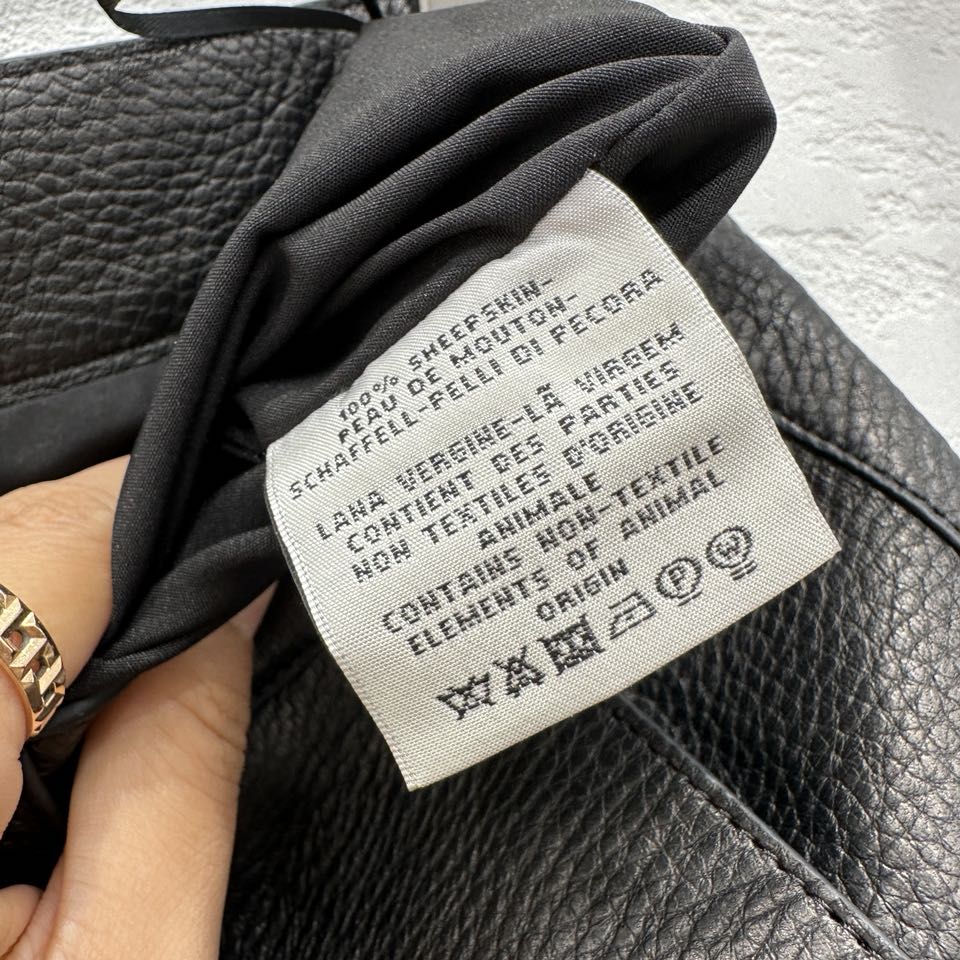 100% SHEEPSKIN-
PEAU DE MOUTON-
SCHAFFELL-PELLI DI PECORA
LANA VERGINE-LÃ VIRGEM
CONTIENT DES PARTIES
NON TEXTILES D'ORIGINE
ANIMALE
CONTAINS NON-TEXTILE
ELEMENTS OF ANIMAL
ORIGIN
P W